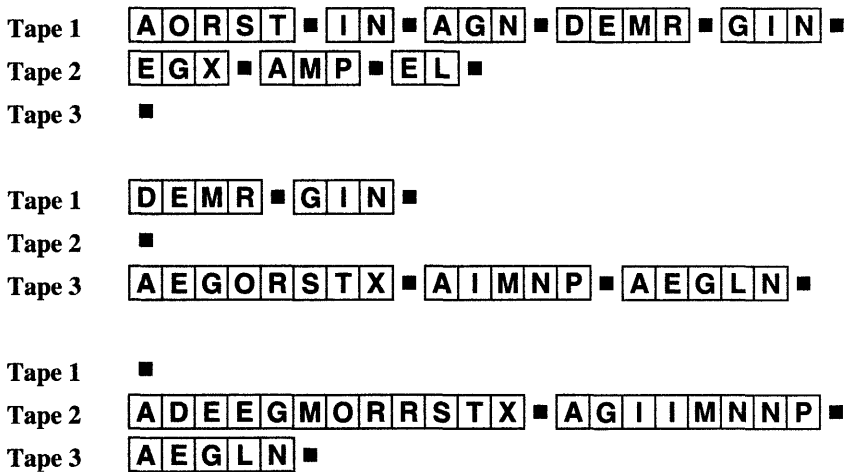 Tape 1 AORST ■ IN ■ AGN ■ DEMR ■ GIN ■
Tape 2 EGX ■ AMP ■ EL ■
Tape 3 ■
Tape 1 DEMR ■ GIN ■
Tape 2 ■
Tape 3 AEGORSTX ■ AIMNP ■ AEGLN ■
Tape 1 ■
Tape 2 ADEEGMORRSTX ■ AGIIMNNP ■
Tape 3 AEGLN ■